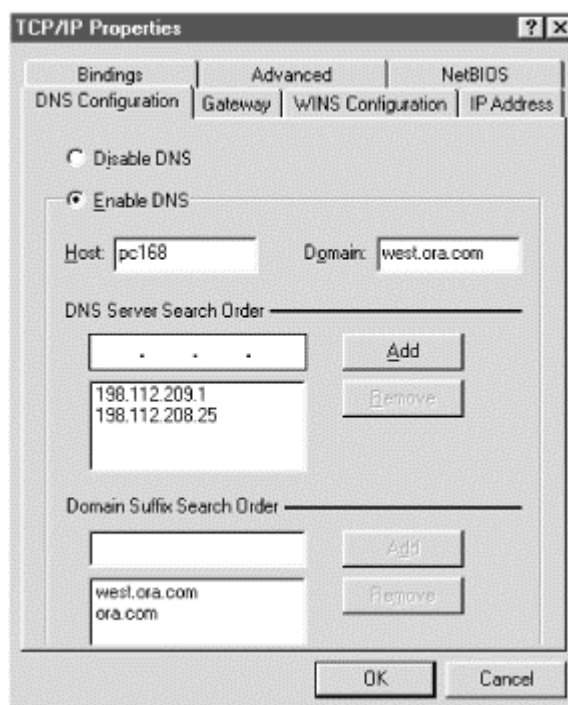 TCP/IP Properties
Bindings Advanced NetBIOS
DNS Configuration Gateway WINS Configuration IP Address
Disable DNS
Enable DNS
Host: pc168 Domain: west.ora.com
DNS Server Search Order
. . . Add
198.112.209.1 Remove
198.112.208.25
Domain Suffix Search Order
Add
west.ora.com Remove
ora.com
OK Cancel